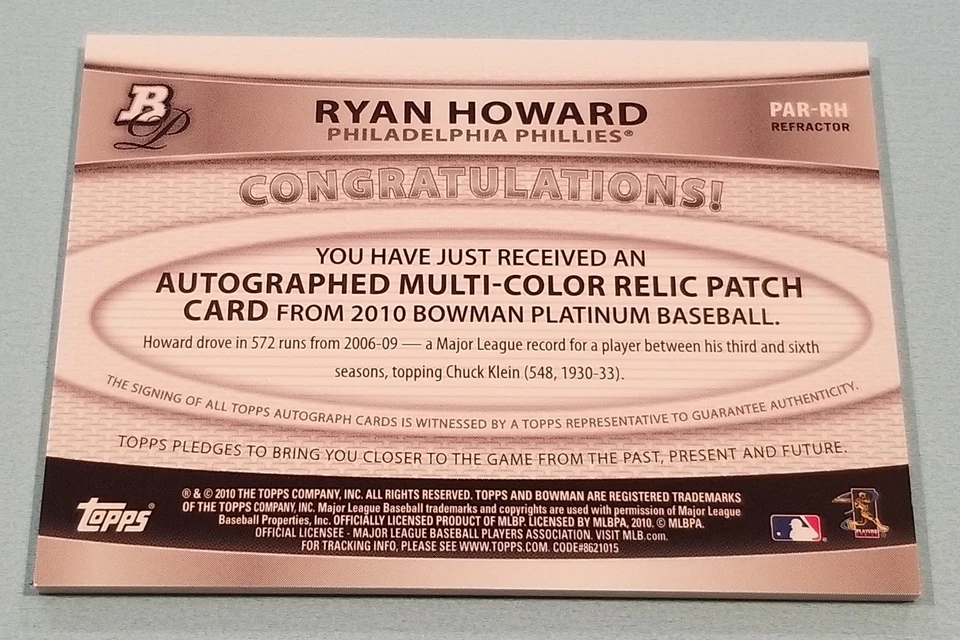 BP
RYAN HOWARD
PHILADELPHIA PHILLIES®
PAR-RH
REFRACTOR
CONGRATULATIONS!
YOU HAVE JUST RECEIVED AN
AUTOGRAPHED MULTI-COLOR RELIC PATCH
CARD FROM 2010 BOWMAN PLATINUM BASEBALL.
Howard drove in 572 runs from 2006-09 — a Major League record for a player between his third and sixth
seasons, topping Chuck Klein (548, 1930-33).
THE SIGNING OF ALL TOPPS AUTOGRAPH CARDS IS WITNESSED BY A TOPPS REPRESENTATIVE TO GUARANTEE AUTHENTICITY.
TOPPS PLEDGES TO BRING YOU CLOSER TO THE GAME FROM THE PAST, PRESENT AND FUTURE.
topps®
® & © 2010 THE TOPPS COMPANY, INC. ALL RIGHTS RESERVED. TOPPS AND BOWMAN ARE REGISTERED TRADEMARKS
OF THE TOPPS COMPANY, INC. Major League Baseball trademarks and copyrights are used with permission of Major League
Baseball Properties, Inc. OFFICIALLY LICENSED PRODUCT OF MLBP. LICENSED BY MLBPA, 2010. © MLBPA.
OFFICIAL LICENSEE - MAJOR LEAGUE BASEBALL PLAYERS ASSOCIATION. VISIT MLB.com.
FOR TRACKING INFO, PLEASE SEE WWW.TOPPS.COM. CODE#8621015